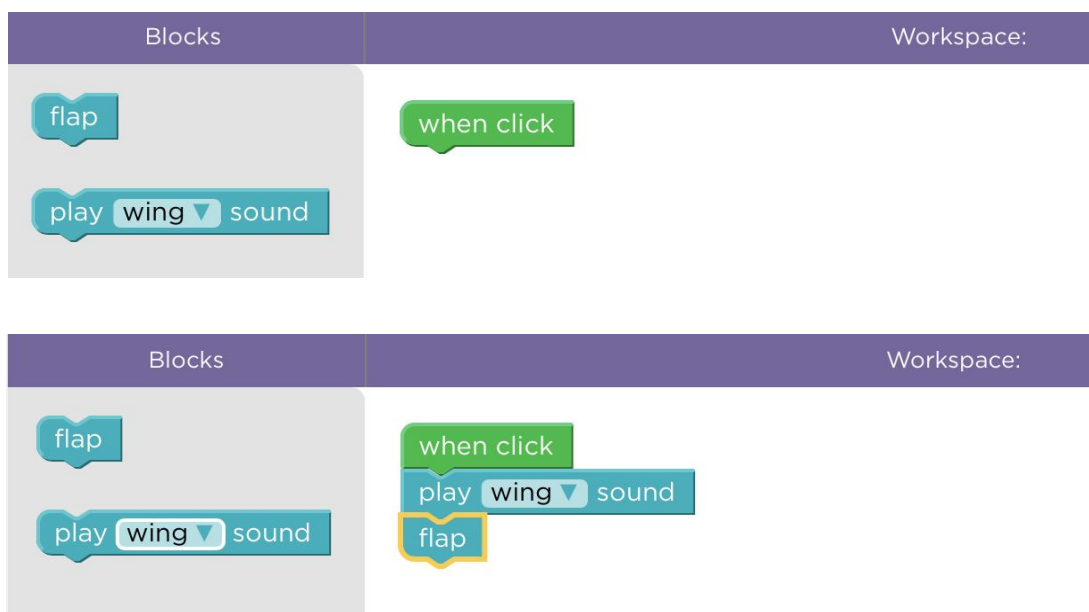 Blocks Workspace:
flap
when click
play wing ▼ sound
Blocks Workspace:
flap
when click
play wing ▼ sound
play wing ▼ sound
flap